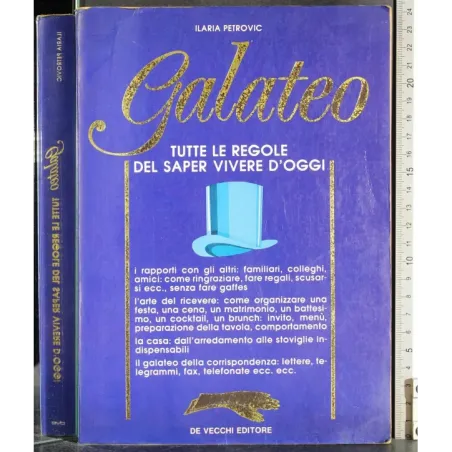 ILARIA PETROVIC
Galateo
TUTTE LE REGOLE
DEL SAPER VIVERE D'OGGI
i rapporti con gli altri: familiari, colleghi,
amici: come ringraziare, fare regali, scusar-
si ecc., senza fare gaffes
l'arte del ricevere: come organizzare una
festa, una cena, un matrimonio, un battesi-
mo, un cocktail, un brunch: invito, menù,
preparazione della tavola, comportamento
la casa: dall'arredamento alle stoviglie in-
dispensabili
il galateo della corrispondenza: lettere, te-
legrammi, fax, telefonate ecc. ecc.
DE VECCHI EDITORE
ILARIA PETROVIC
Galateo
TUTTE LE REGOLE DEL SAPER VIVERE D'OGGI